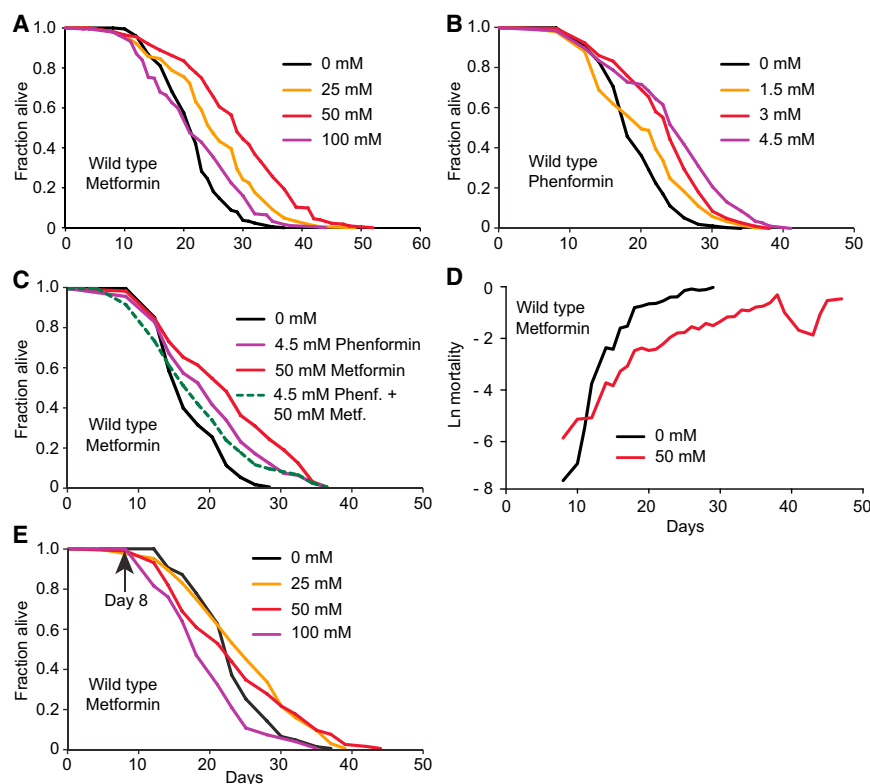 A
1.0
0.8
0.6
0.4
0.2
0
Fraction alive
0 mM
25 mM
50 mM
100 mM
Wild type
Metformin
0 10 20 30 40 50 60
B
1.0
0.8
0.6
0.4
0.2
0
Fraction alive
0 mM
1.5 mM
3 mM
4.5 mM
Wild type
Phenformin
0 10 20 30 40 50
C
1.0
0.8
0.6
0.4
0.2
0
Fraction alive
0 mM
4.5 mM Phenformin
50 mM Metformin
4.5 mM Phenf. +
50 mM Metf.
Wild type
Metformin
0 10 20 30 40 50
D
0
- 2
- 4
- 6
- 8
Ln mortality
Wild type
Metformin
0 mM
50 mM
0 10 20 30 40 50
Days
E
1.0
0.8
0.6
0.4
0.2
0
Fraction alive
Day 8
0 mM
25 mM
50 mM
100 mM
Wild type
Metformin
0 10 20 30 40 50
Days